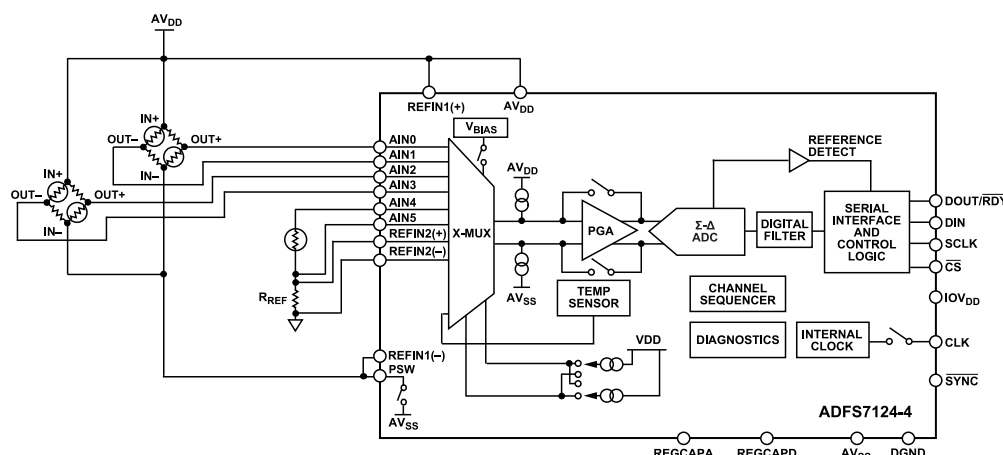 AVDD
IN+
OUT–
OUT+
IN–
IN+
OUT–
OUT+
IN–
RREF
REFIN1(+)
AVDD
VBIAS
AIN0
AIN1
AIN2
AIN3
AIN4
AIN5
REFIN2(+)
REFIN2(–)
X-MUX
AVDD
AVSS
PGA
Σ-Δ
ADC
REFERENCE
DETECT
DIGITAL
FILTER
SERIAL
INTERFACE
AND
CONTROL
LOGIC
DOUT/RDY
DIN
SCLK
CS
IOVDD
TEMP
SENSOR
CHANNEL
SEQUENCER
DIAGNOSTICS
INTERNAL
CLOCK
CLK
SYNC
VDD
REFIN1(–)
PSW
AVSS
ADFS7124-4
REGCAPA
REGCAPD
AVSS
DGND